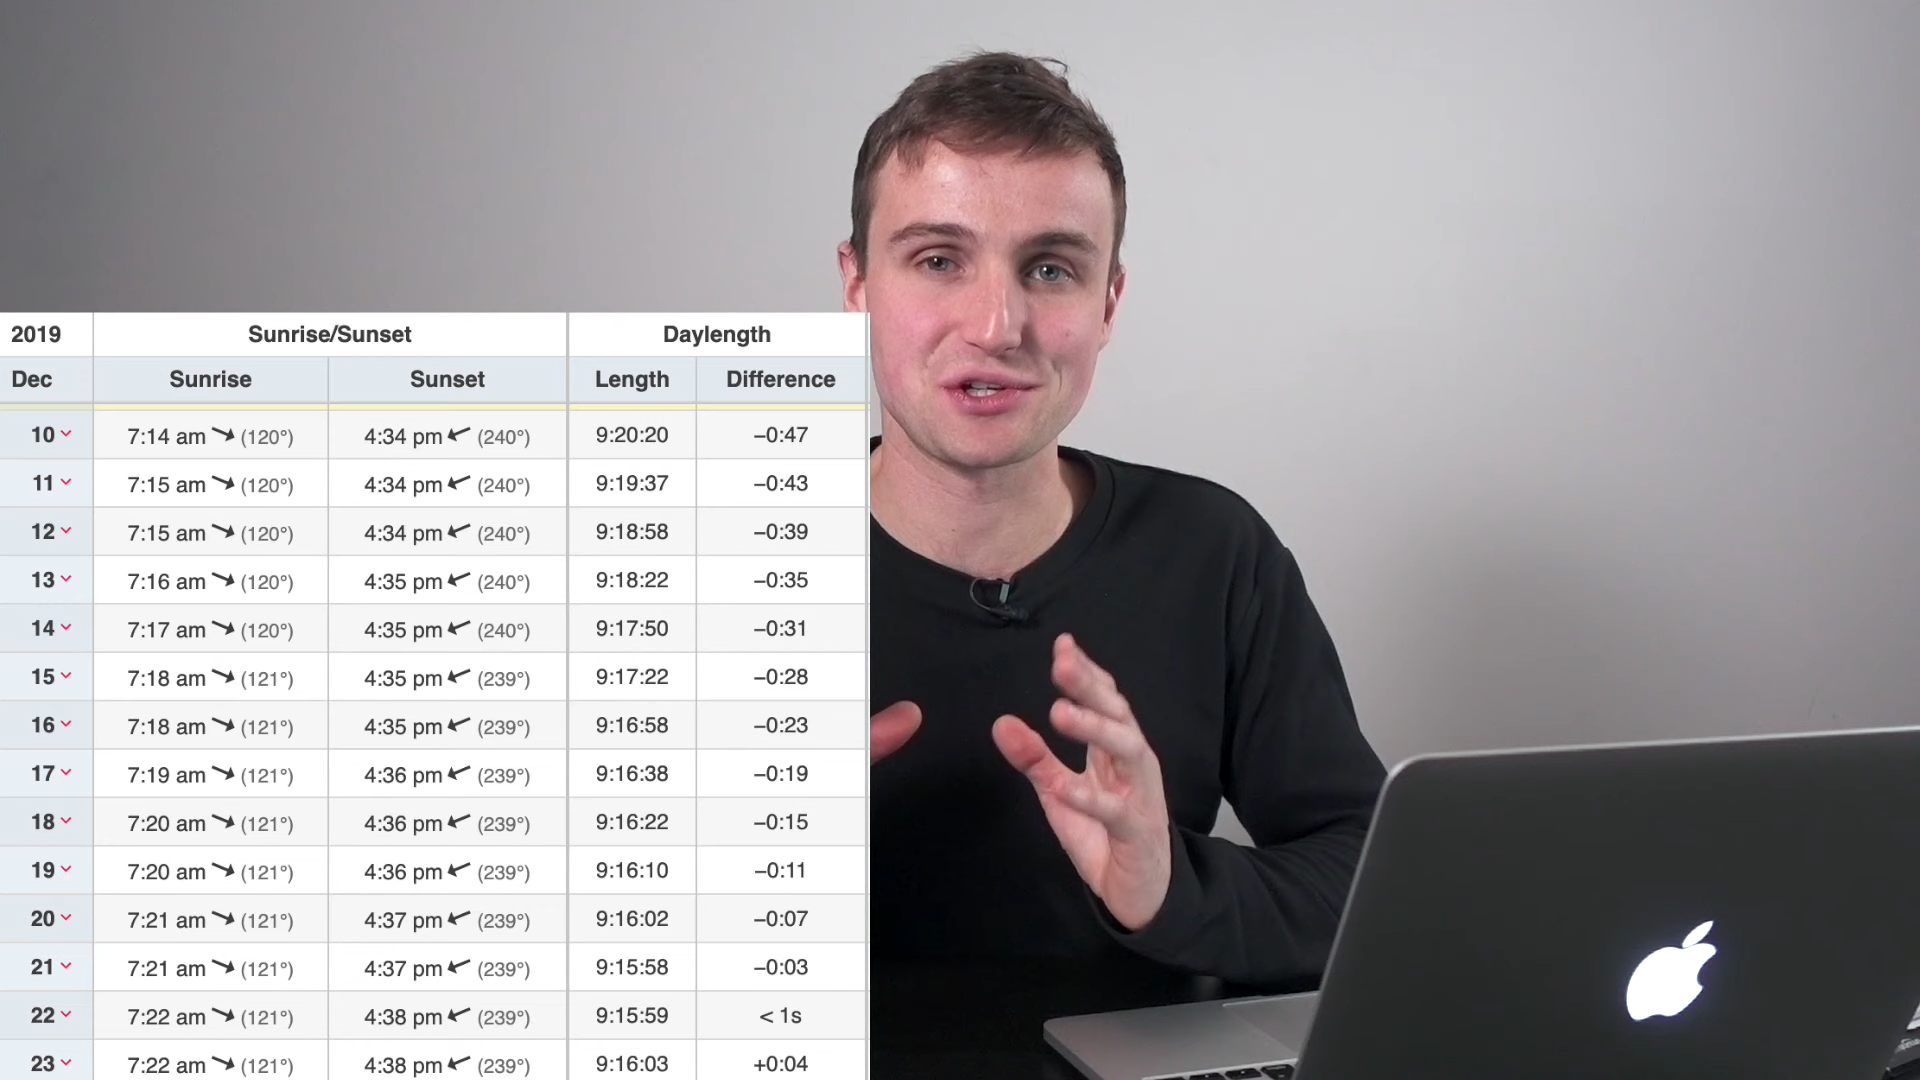 2019 Sunrise/Sunset Daylength
Dec Sunrise Sunset Length Difference
10 7:14 am (120°) 4:34 pm (240°) 9:20:20 −0:47
11 7:15 am (120°) 4:34 pm (240°) 9:19:37 −0:43
12 7:15 am (120°) 4:34 pm (240°) 9:18:58 −0:39
13 7:16 am (120°) 4:35 pm (240°) 9:18:22 −0:35
14 7:17 am (120°) 4:35 pm (240°) 9:17:50 −0:31
15 7:18 am (121°) 4:35 pm (239°) 9:17:22 −0:28
16 7:18 am (121°) 4:35 pm (239°) 9:16:58 −0:23
17 7:19 am (121°) 4:36 pm (239°) 9:16:38 −0:19
18 7:20 am (121°) 4:36 pm (239°) 9:16:22 −0:15
19 7:20 am (121°) 4:36 pm (239°) 9:16:10 −0:11
20 7:21 am (121°) 4:37 pm (239°) 9:16:02 −0:07
21 7:21 am (121°) 4:37 pm (239°) 9:15:58 −0:03
22 7:22 am (121°) 4:38 pm (239°) 9:15:59 < 1s
23 7:22 am (121°) 4:38 pm (239°) 9:16:03 +0:04